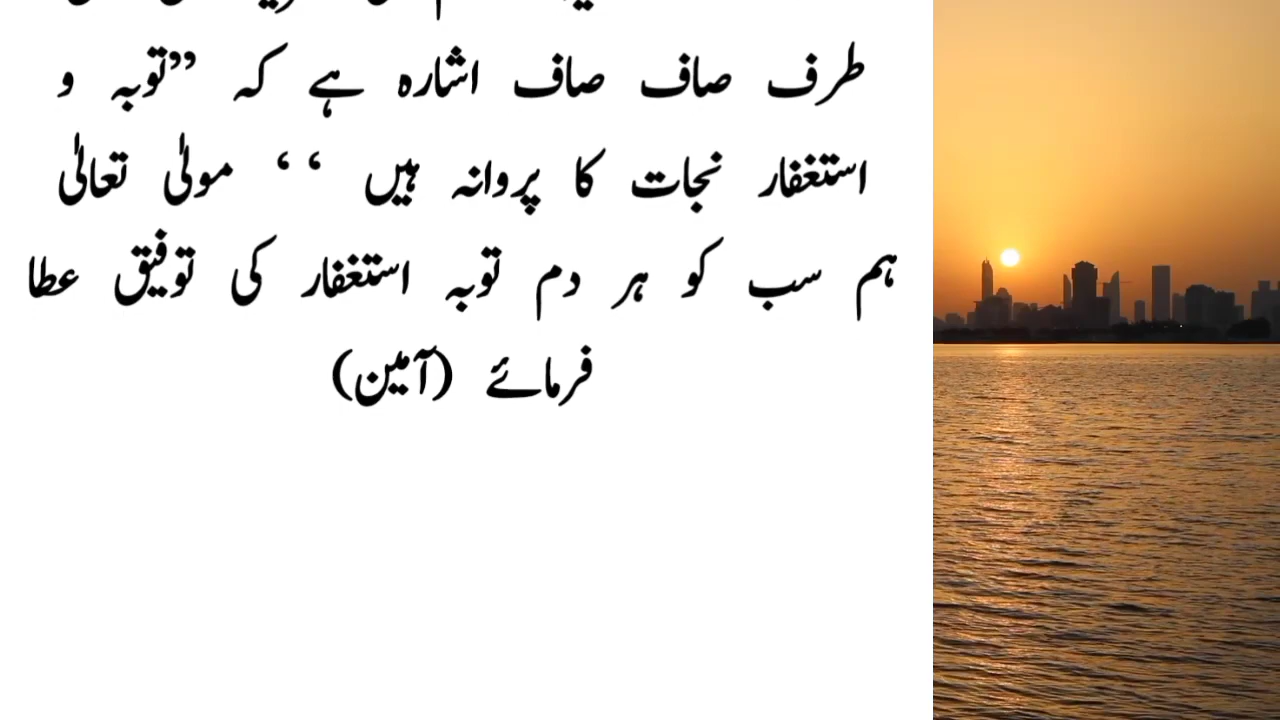 طرف صاف صاف اشارہ ہے کہ ”توبہ و
استغفار نجات کا پروانہ ہیں ‘‘ مولیٰ تعالیٰ
ہم سب کو ہر دم توبہ استغفار کی توفیق عطا
فرمائے (آمین)